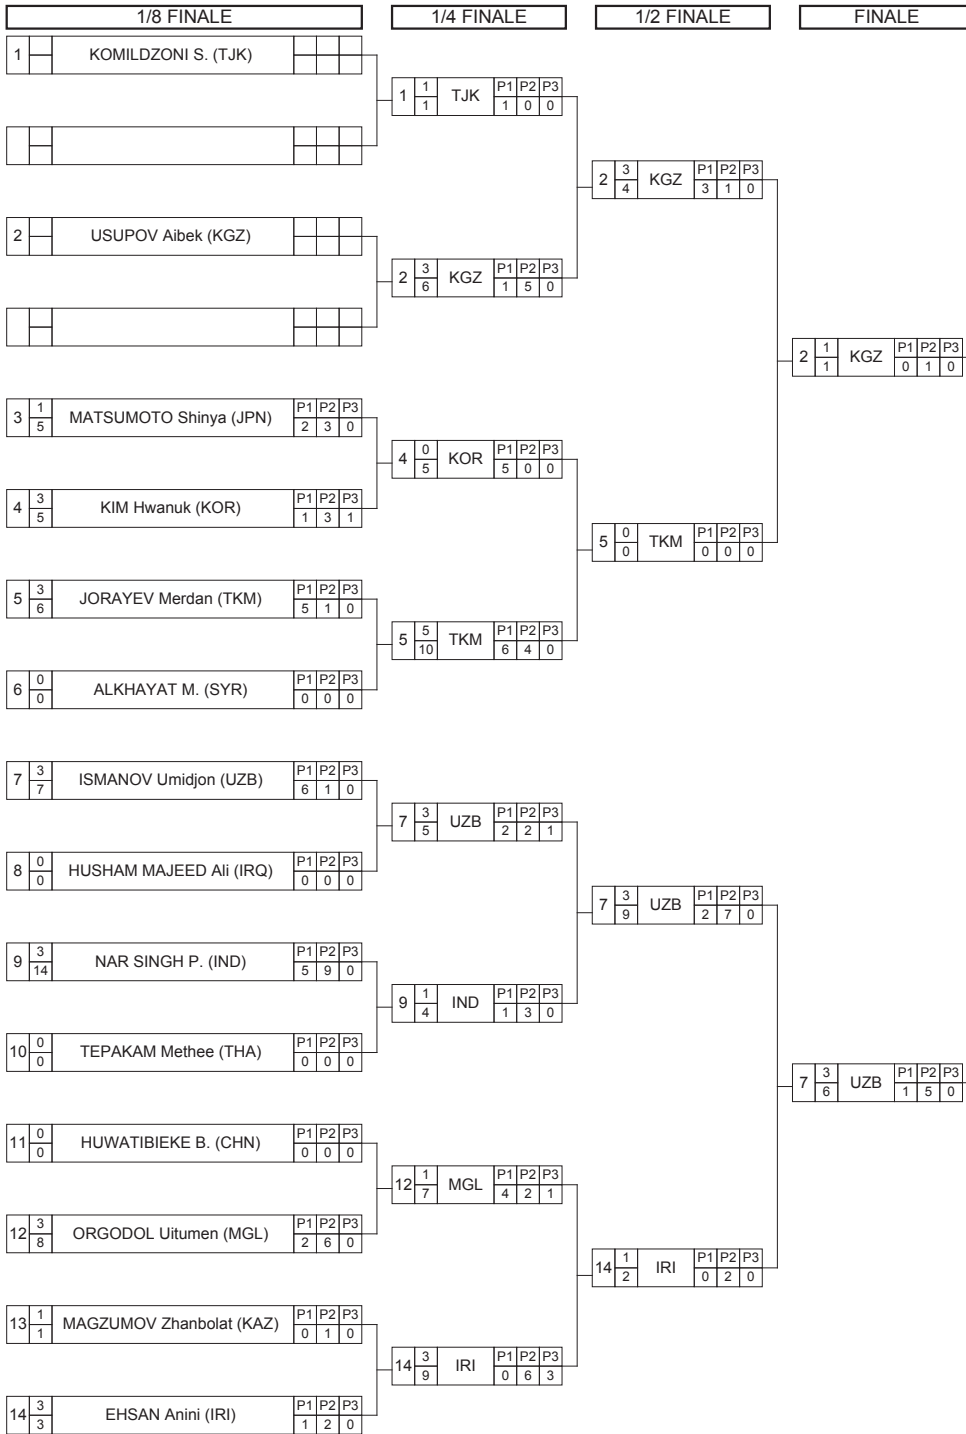 1/8 FINALE 1/4 FINALE 1/2 FINALE FINALE
1 KOMILDZONI S. (TJK)
1 1 TJK P1 P2 P3
1 1 0 0
2 3 KGZ P1 P2 P3
4 3 1 0
2 USUPOV Aibek (KGZ)
2 3 KGZ P1 P2 P3
6 1 5 0
2 1 KGZ P1 P2 P3
1 0 1 0
3 1 MATSUMOTO Shinya (JPN) P1 P2 P3
5 2 3 0
4 0 KOR P1 P2 P3
5 5 0 0
4 3 KIM Hwanuk (KOR) P1 P2 P3
5 1 3 1
5 0 TKM P1 P2 P3
0 0 0 0
5 3 JORAYEV Merdan (TKM) P1 P2 P3
6 5 1 0
5 5 TKM P1 P2 P3
10 6 4 0
6 0 ALKHAYAT M. (SYR) P1 P2 P3
0 0 0 0
7 3 ISMANOV Umidjon (UZB) P1 P2 P3
7 6 1 0
7 3 UZB P1 P2 P3
5 2 2 1
8 0 HUSHAM MAJEED Ali (IRQ) P1 P2 P3
0 0 0 0
7 3 UZB P1 P2 P3
9 2 7 0
9 3 NAR SINGH P. (IND) P1 P2 P3
14 5 9 0
9 1 IND P1 P2 P3
4 1 3 0
10 0 TEPAKAM Methee (THA) P1 P2 P3
0 0 0 0
7 3 UZB P1 P2 P3
6 1 5 0
11 0 HUWATIBIEKE B. (CHN) P1 P2 P3
0 0 0 0
12 1 MGL P1 P2 P3
7 4 2 1
12 3 ORGODOL Uitumen (MGL) P1 P2 P3
8 2 6 0
14 1 IRI P1 P2 P3
2 0 2 0
13 1 MAGZUMOV Zhanbolat (KAZ) P1 P2 P3
1 0 1 0
14 3 IRI P1 P2 P3
9 0 6 3
14 3 EHSAN Anini (IRI) P1 P2 P3
3 1 2 0